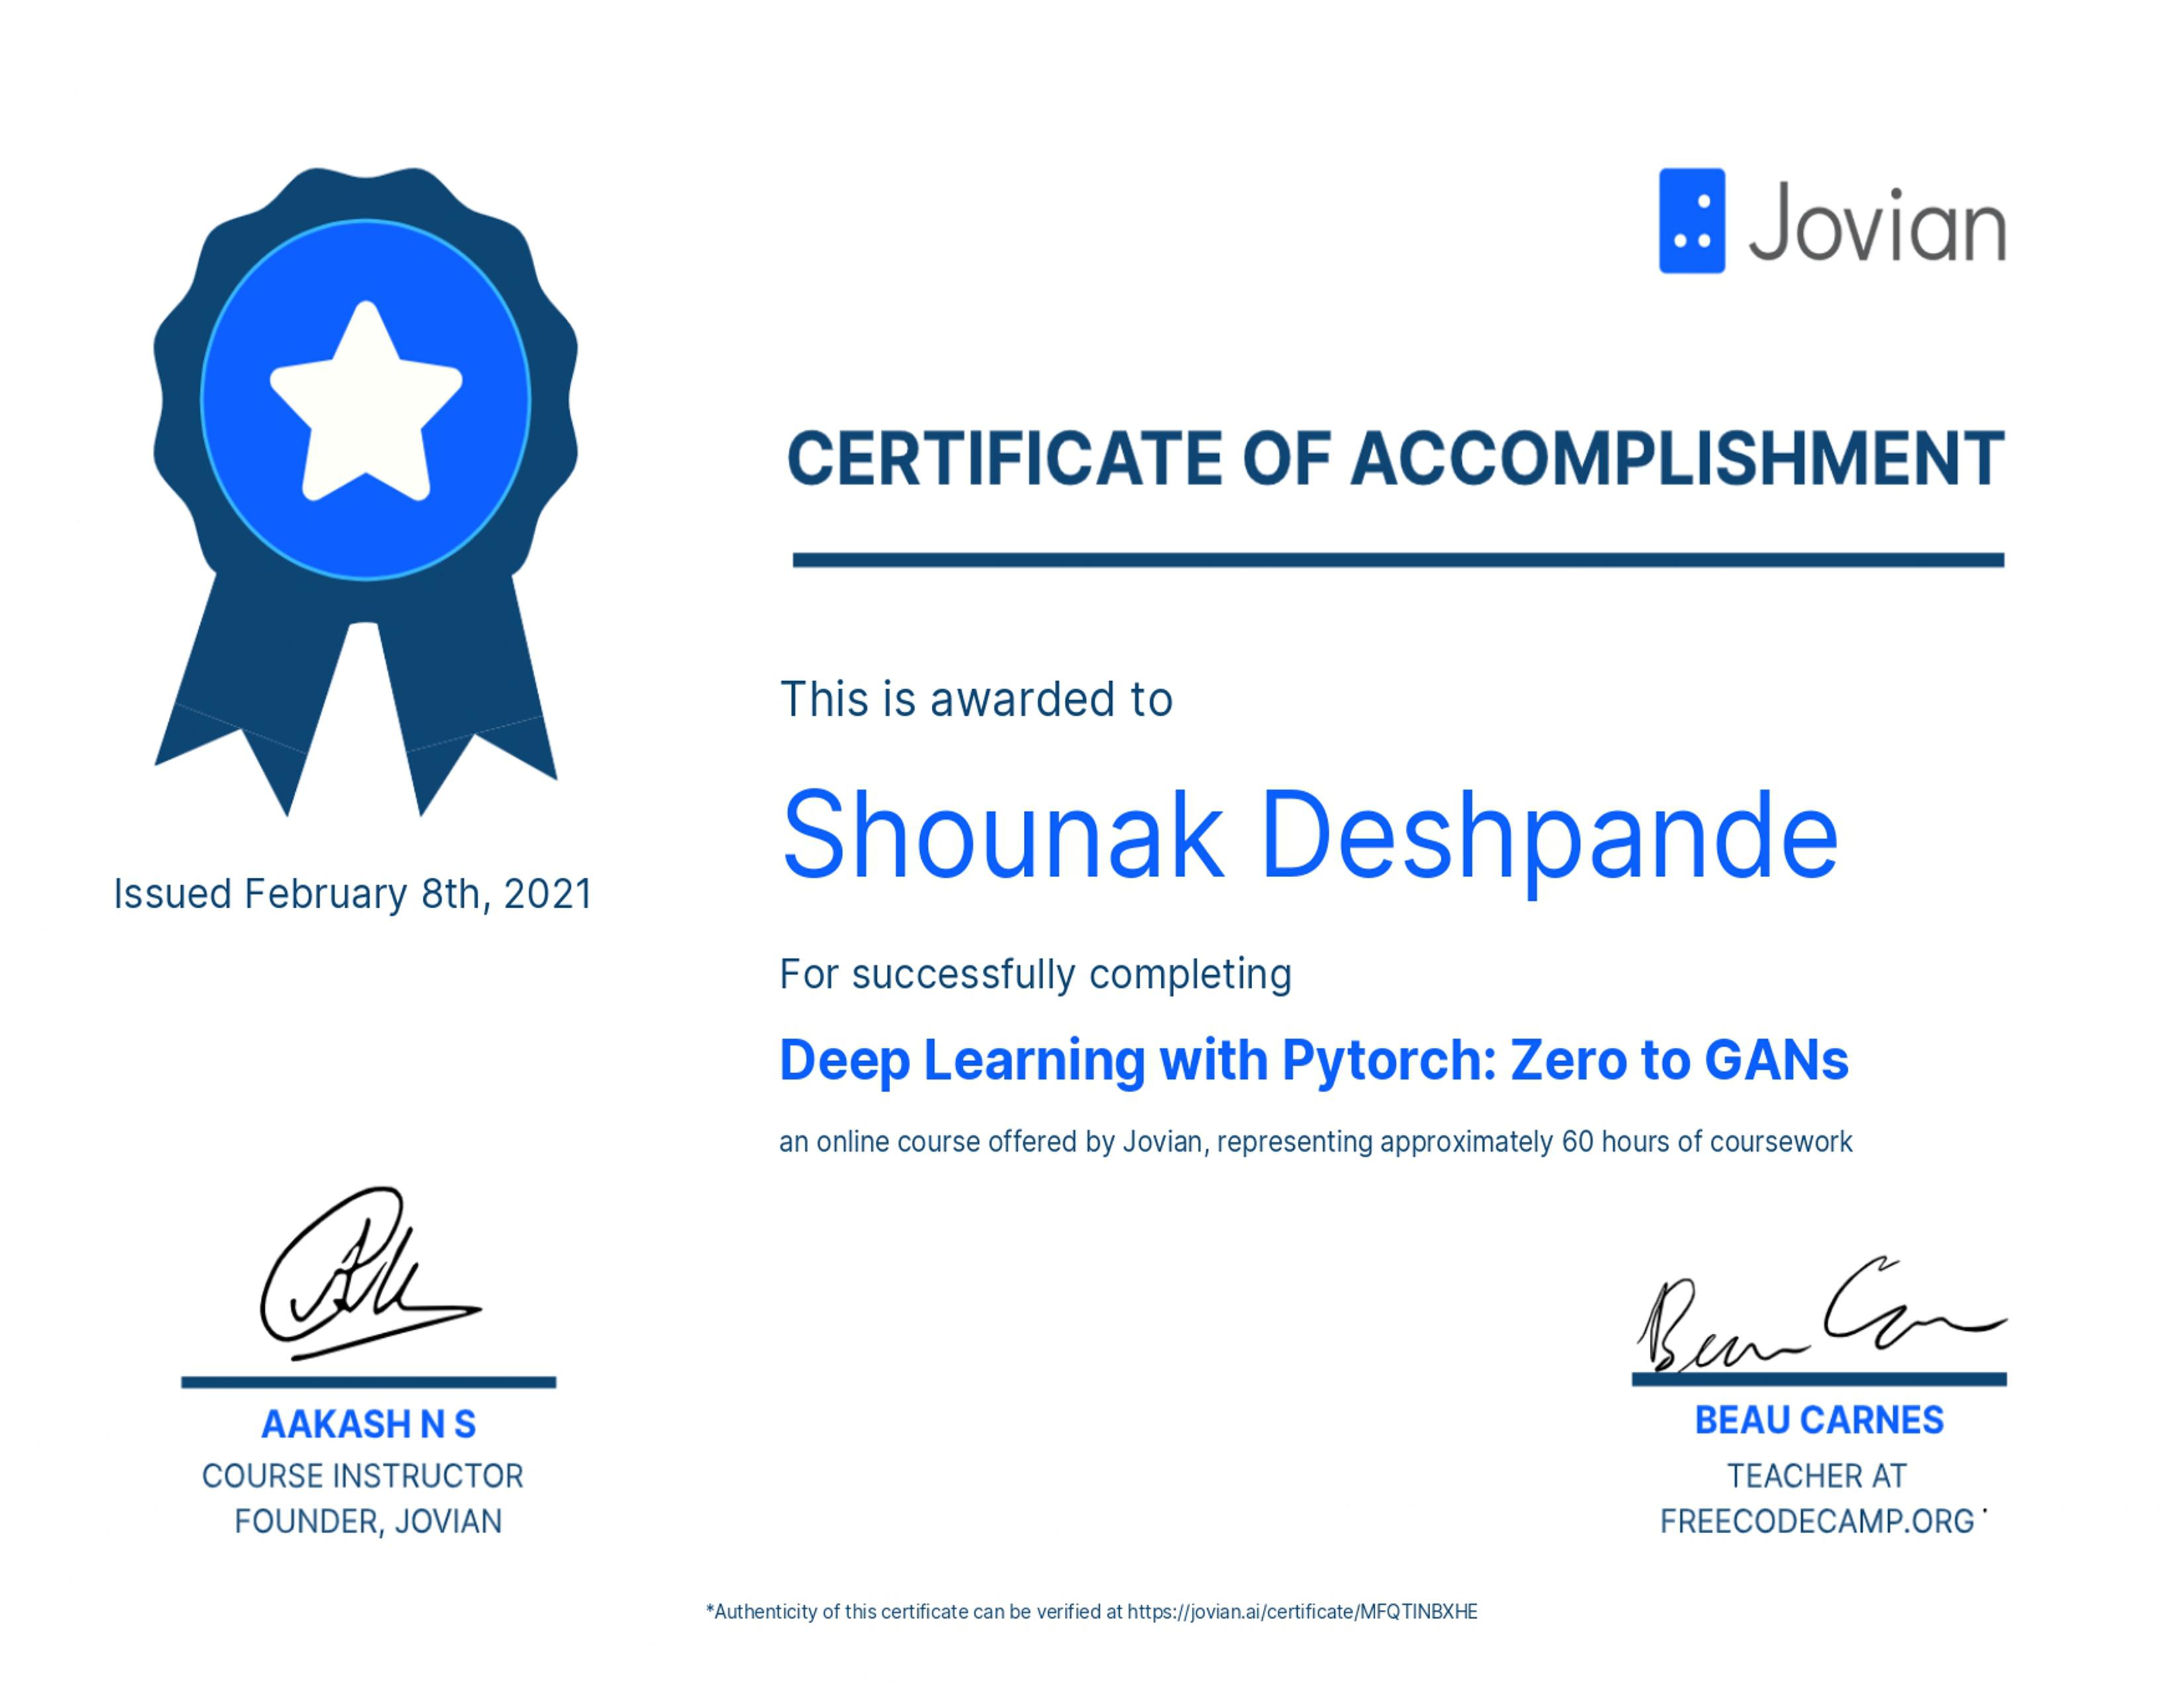 Jovian
CERTIFICATE OF ACCOMPLISHMENT
This is awarded to
Shounak Deshpande
Issued February 8th, 2021
For successfully completing
Deep Learning with Pytorch: Zero to GANs
an online course offered by Jovian, representing approximately 60 hours of coursework
Beau Carnes
AAKASH N S
COURSE INSTRUCTOR
FOUNDER, JOVIAN
BEAU CARNES
TEACHER AT
FREECODECAMP.ORG
*Authenticity of this certificate can be verified at https://jovian.ai/certificate/MFQTINBXHE